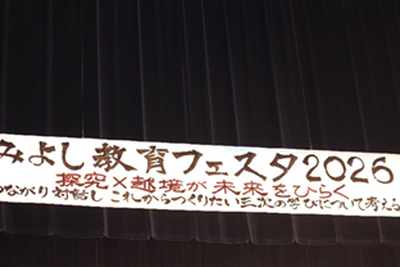 みよし教育フェスタ2026
探究×越境が未来をひらく
つながり対話し これからつくりたい三次の学びについて考えら